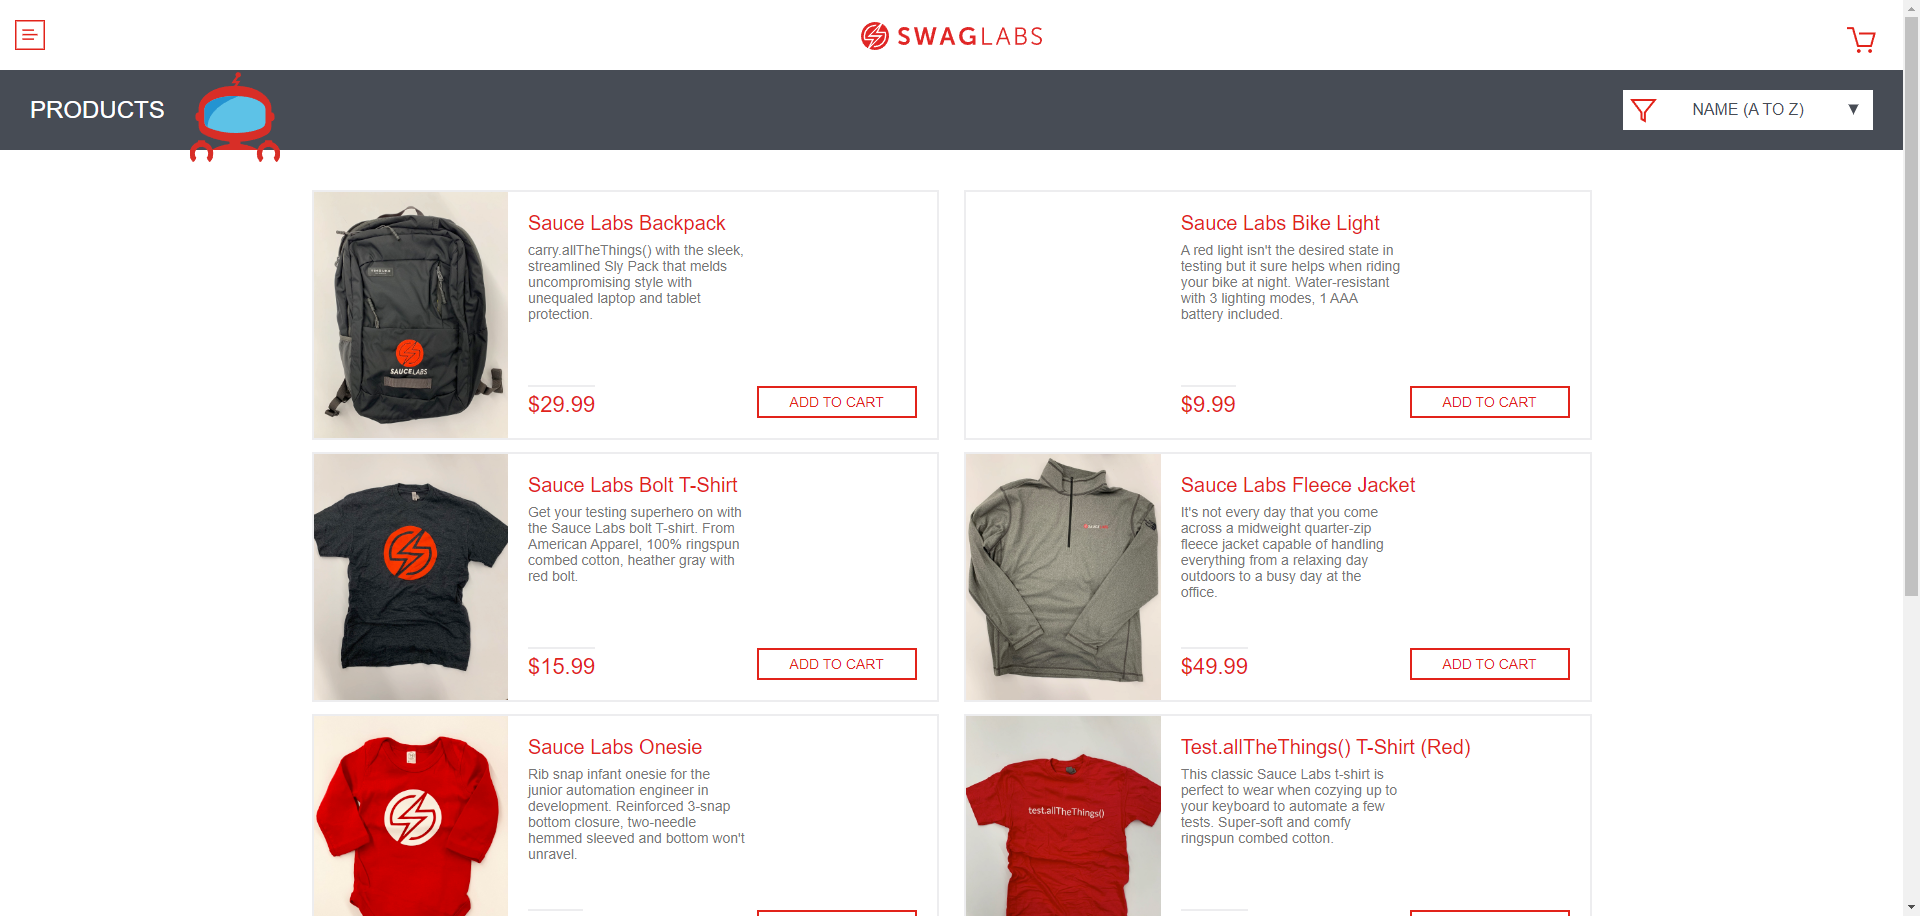 SWAGLABS
PRODUCTS
NAME (A TO Z)
Sauce Labs Backpack
carry.allTheThings() with the sleek,
streamlined Sly Pack that melds
uncompromising style with
unequaled laptop and tablet
protection.
SAUCELABS
$29.99
ADD TO CART
Sauce Labs Bike Light
A red light isn't the desired state in
testing but it sure helps when riding
your bike at night. Water-resistant
with 3 lighting modes, 1 AAA
battery included.
$9.99
ADD TO CART
Sauce Labs Bolt T-Shirt
Get your testing superhero on with
the Sauce Labs bolt T-shirt. From
American Apparel, 100% ringspun
combed cotton, heather gray with
red bolt.
$15.99
ADD TO CART
Sauce Labs Fleece Jacket
It's not every day that you come
across a midweight quarter-zip
fleece jacket capable of handling
everything from a relaxing day
outdoors to a busy day at the
office.
$49.99
ADD TO CART
Sauce Labs Onesie
Rib snap infant onesie for the
junior automation engineer in
development. Reinforced 3-snap
bottom closure, two-needle
hemmed sleeved and bottom won't
unravel.
Test.allTheThings() T-Shirt (Red)
This classic Sauce Labs t-shirt is
perfect to wear when cozying up to
your keyboard to automate a few
tests. Super-soft and comfy
ringspun combed cotton.
test.allTheThings()